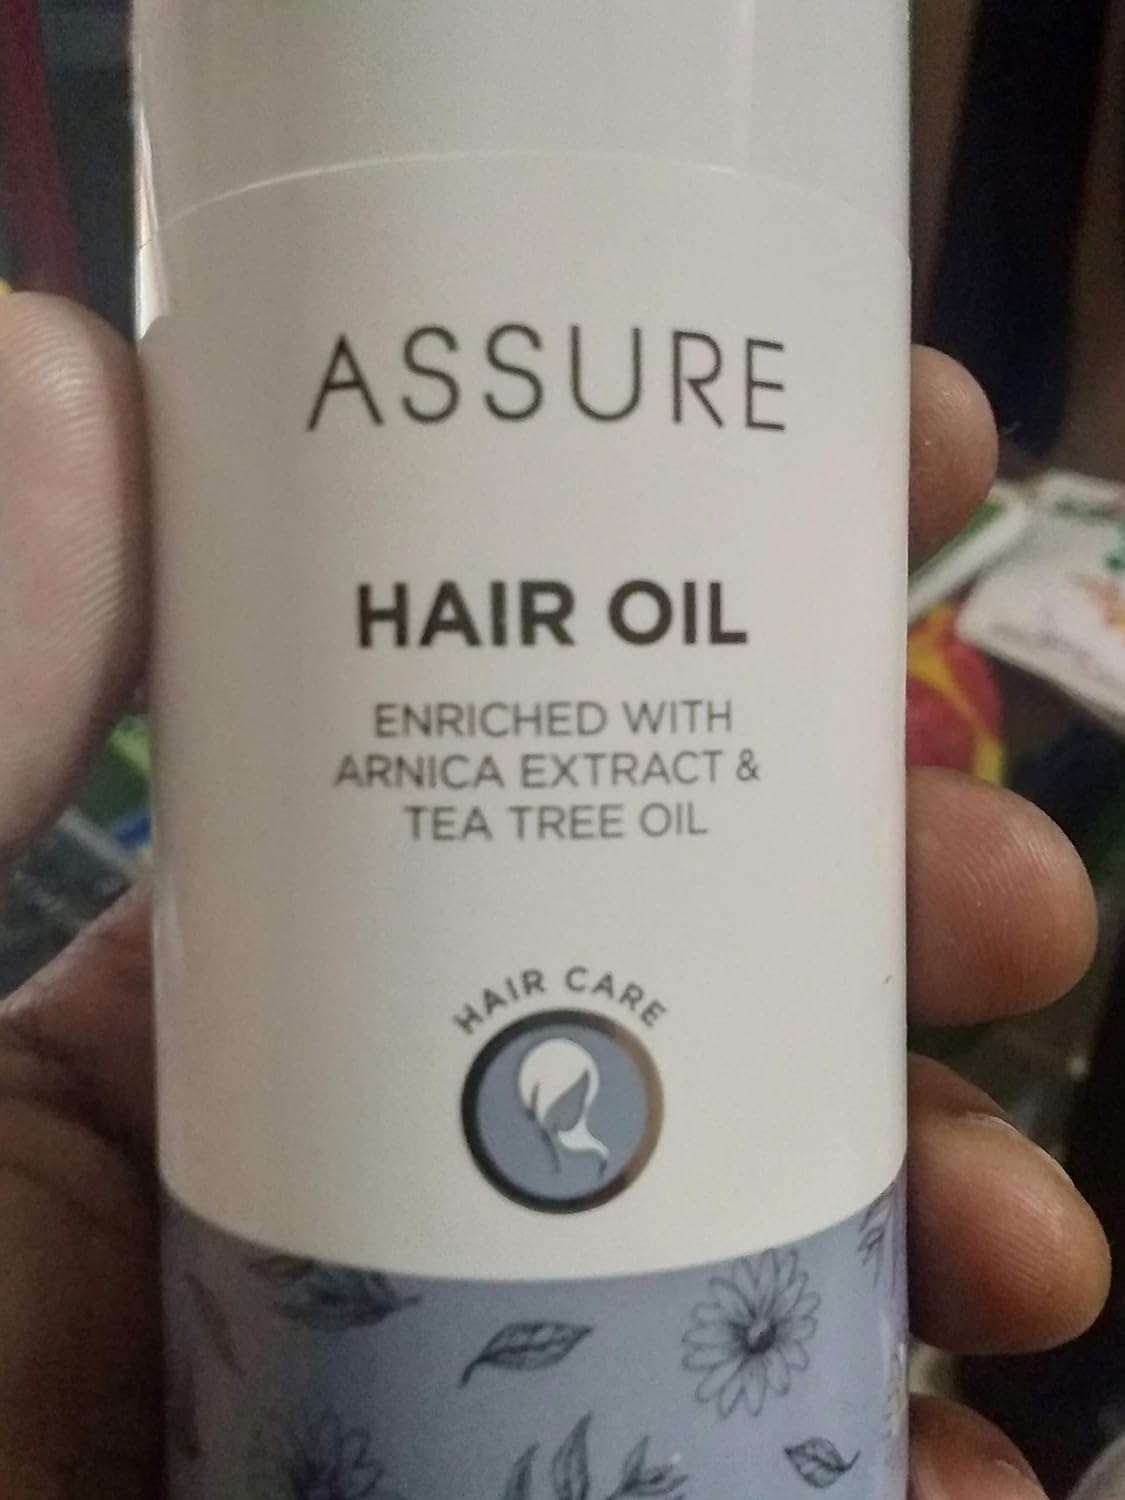 ASSURE
HAIR OIL
ENRICHED WITH
ARNICA EXTRACT &
TEA TREE OIL
HAIR CARE